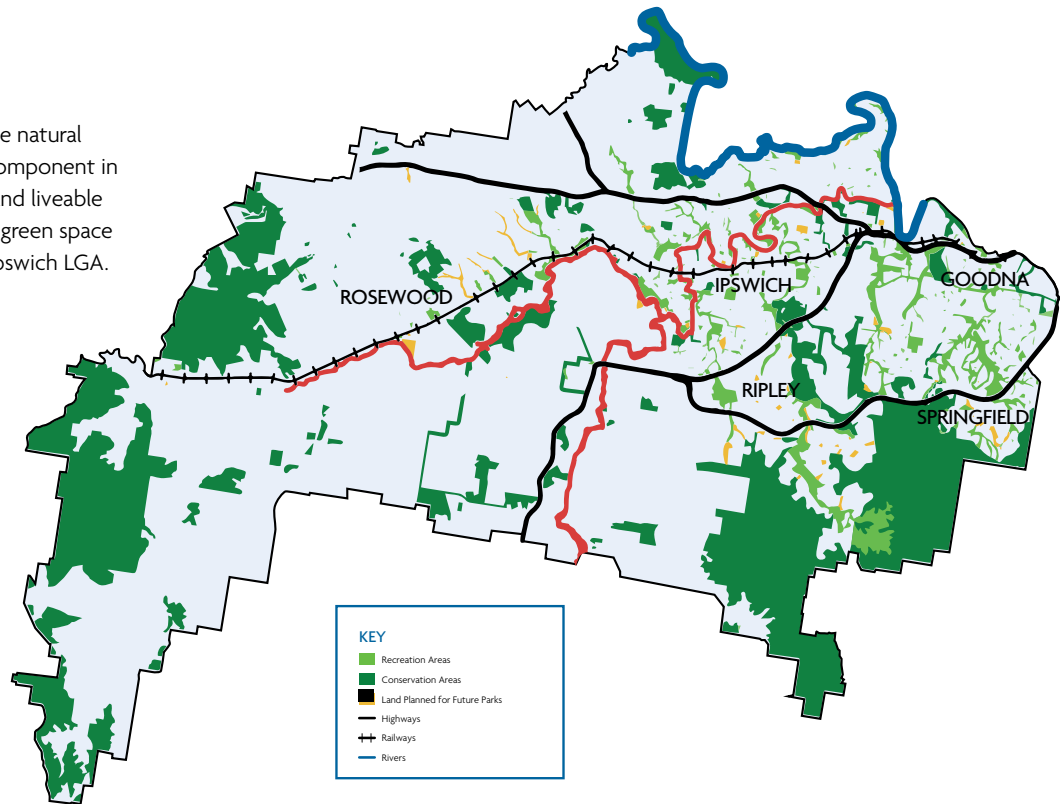 e natural
omponent in
nd liveable
green space
oswich LGA.
ROSEWOOD
IPSWICH
GOODNA
RIPLEY
SPRINGFIELD
KEY
Recreation Areas
Conservation Areas
Land Planned for Future Parks
Highways
Railways
Rivers